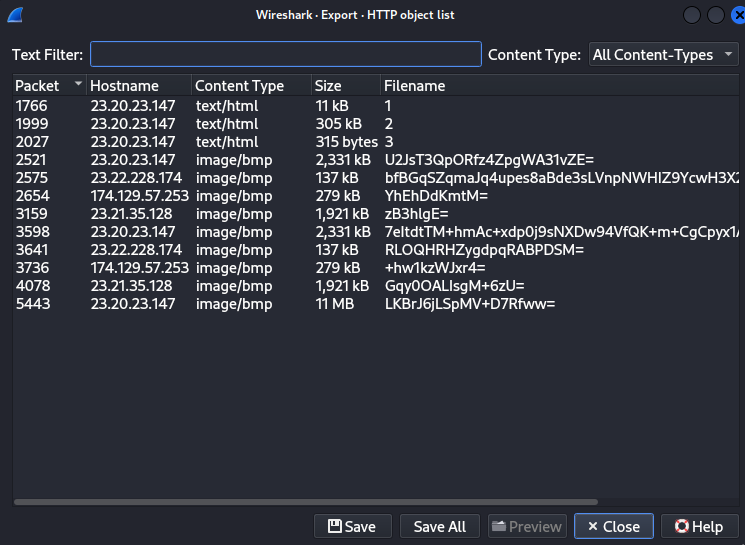 Wireshark · Export · HTTP object list
Text Filter: Content Type: All Content-Types
Packet Hostname Content Type Size Filename
1766 23.20.23.147 text/html 11 kB 1
1999 23.20.23.147 text/html 305 kB 2
2027 23.20.23.147 text/html 315 bytes 3
2521 23.20.23.147 image/bmp 2,331 kB U2JsT3QpORfz4ZpgWA31vZE=
2575 23.22.228.174 image/bmp 137 kB bfBGqSZqmaJq4upes8aBde3sLVnpNWHIZ9YcwH3X2
2654 174.129.57.253 image/bmp 279 kB YhEhDdKmtM=
3159 23.21.35.128 image/bmp 1,921 kB zB3hlgE=
3598 23.20.23.147 image/bmp 2,331 kB 7eItdtTM+hmAc+xdp0j9sNXDw94VfQK+m+CgCpyx1A
3641 23.22.228.174 image/bmp 137 kB RLOQHRHZygdpqRABPDSM=
3736 174.129.57.253 image/bmp 279 kB +hw1kzWJxr4=
4078 23.21.35.128 image/bmp 1,921 kB Gqy0OALIsgM+6zU=
5443 23.20.23.147 image/bmp 11 MB LKBrJ6jLSpMV+D7Rfww=
Save Save All Preview Close Help